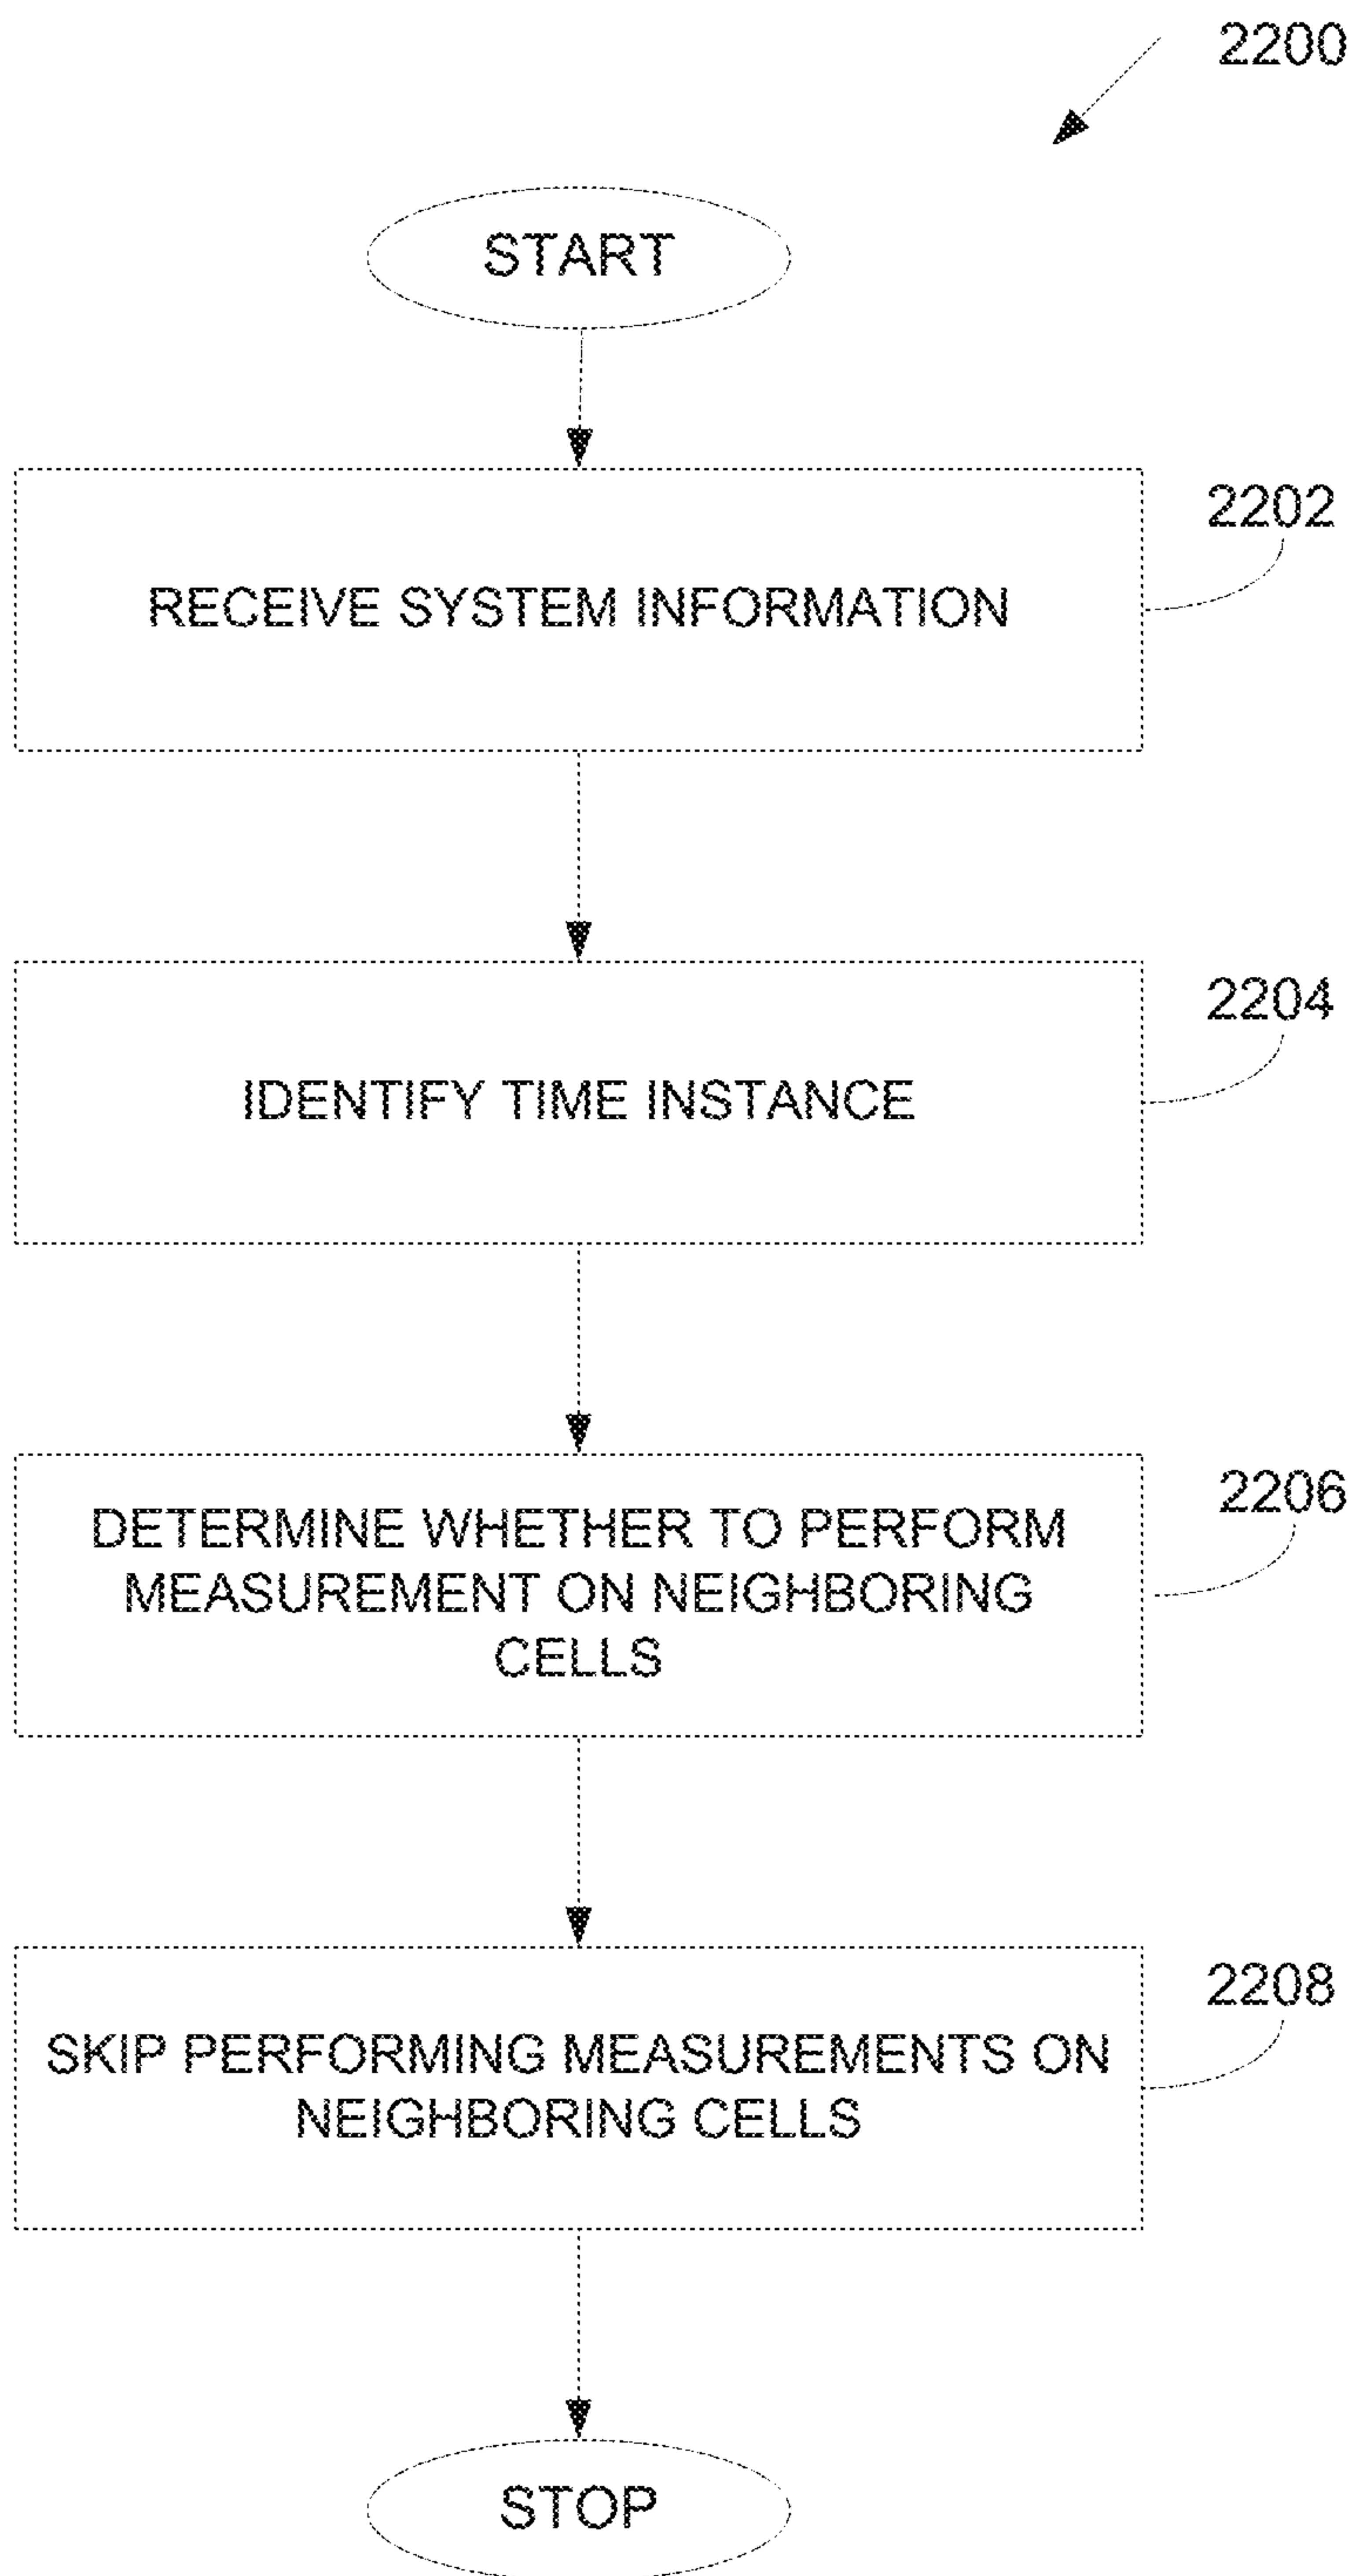 2200
START
2202
RECEIVE SYSTEM INFORMATION
2204
IDENTIFY TIME INSTANCE
2206
DETERMINE WHETHER TO PERFORM
MEASUREMENT ON NEIGHBORING
CELLS
2208
SKIP PERFORMING MEASUREMENTS ON
NEIGHBORING CELLS
STOP